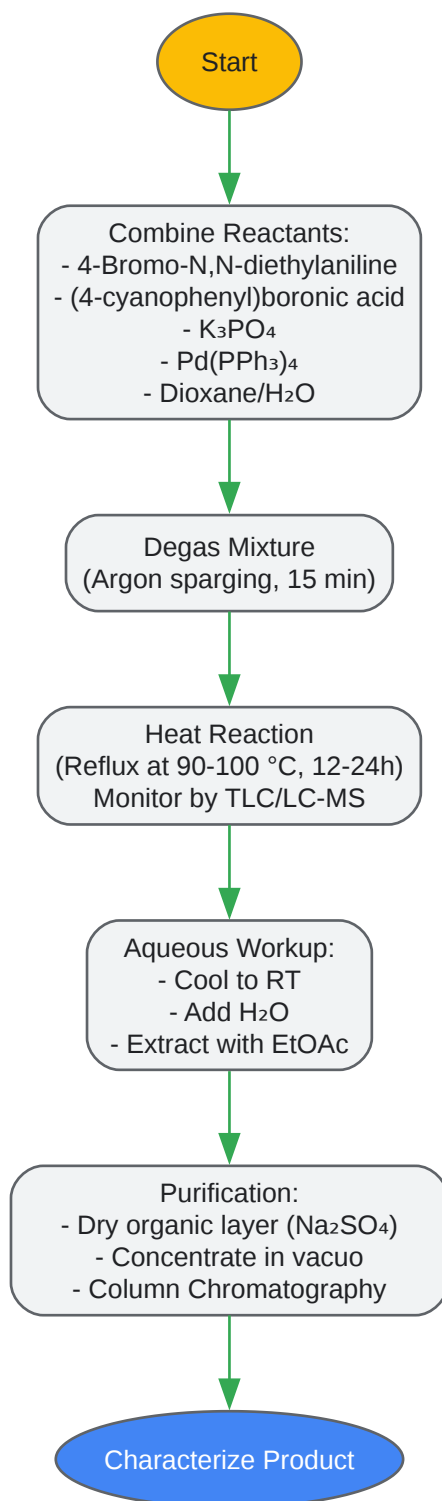 Start
Combine Reactants:
- 4-Bromo-N,N-diethylaniline
- (4-cyanophenyl)boronic acid
- K₃PO₄
- Pd(PPh₃)₄
- Dioxane/H₂O
Degas Mixture
(Argon sparging, 15 min)
Heat Reaction
(Reflux at 90-100 °C, 12-24h)
Monitor by TLC/LC-MS
Aqueous Workup:
- Cool to RT
- Add H₂O
- Extract with EtOAc
Purification:
- Dry organic layer (Na₂SO₄)
- Concentrate in vacuo
- Column Chromatography
Characterize Product